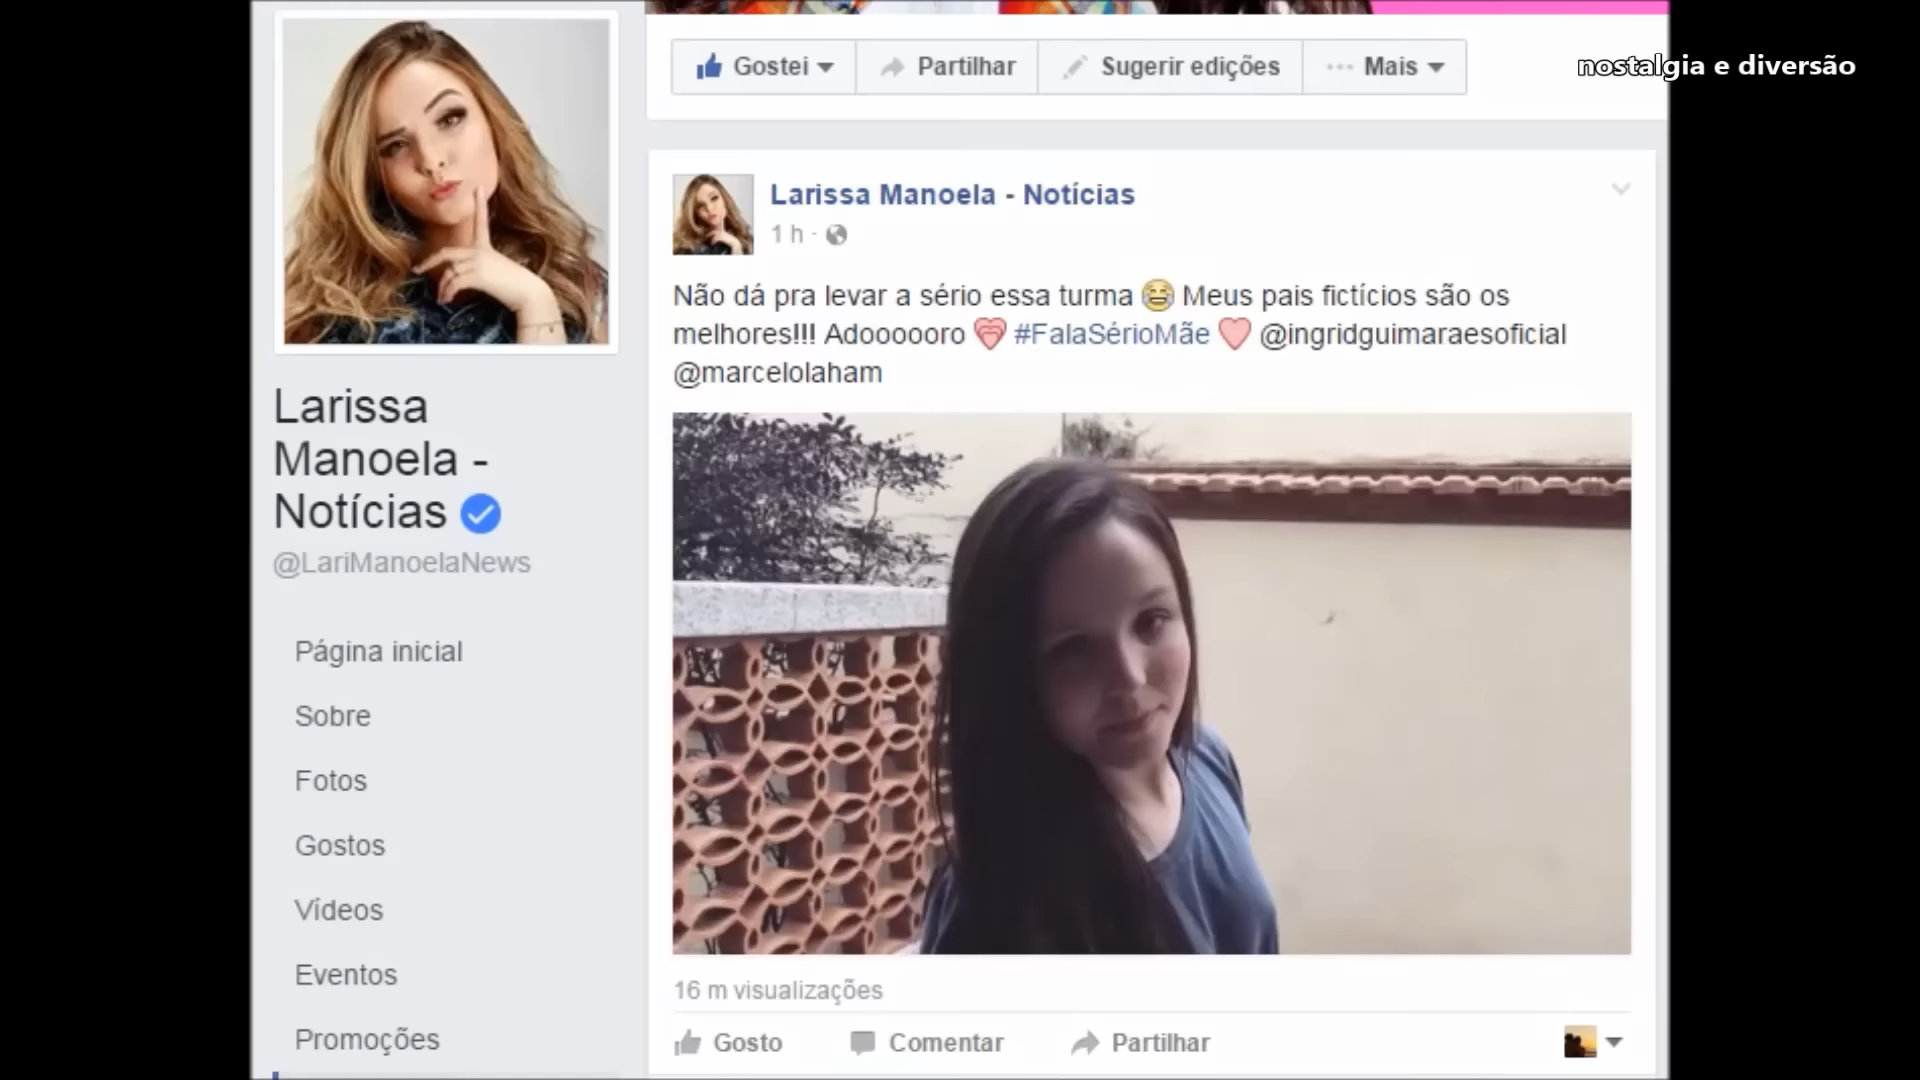 Gostei Partilhar Sugerir edições Mais
nostalgia e diversão
Larissa Manoela - Notícias
1 h ·
Não dá pra levar a sério essa turma 😂 Meus pais fictícios são os
melhores!!! Adoooooro 💗 #FalaSérioMãe ❤ @ingridguimaraesoficial
@marcelolaham
Larissa
Manoela -
Notícias
@LariManoelaNews
Página inicial
Sobre
Fotos
Gostos
Vídeos
Eventos
Promoções
16 m visualizações
Gosto Comentar Partilhar